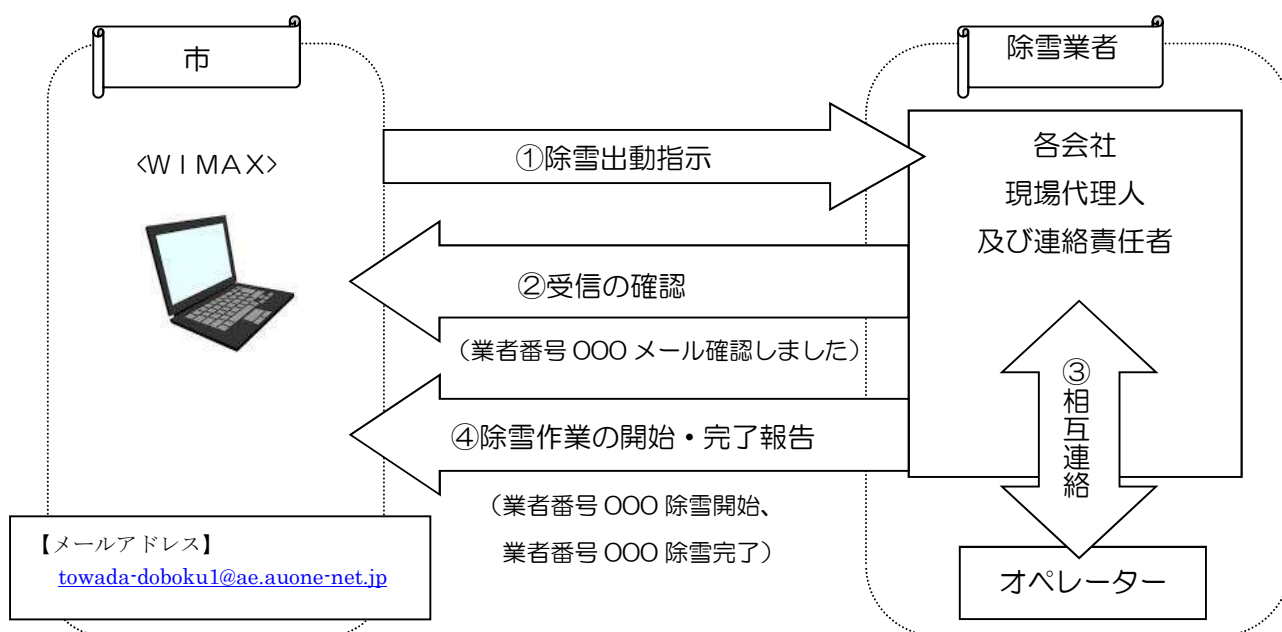 市
除雪業者
<ＷＩＭＡＸ>
①除雪出動指示
各会社
現場代理人
及び連絡責任者
②受信の確認
（業者番号 000 メール確認しました）
③相互連絡
④除雪作業の開始・完了報告
（業者番号 000 除雪開始、
業者番号 000 除雪完了）
オペレーター
【メールアドレス】
towada-doboku1@ae.auone-net.jp